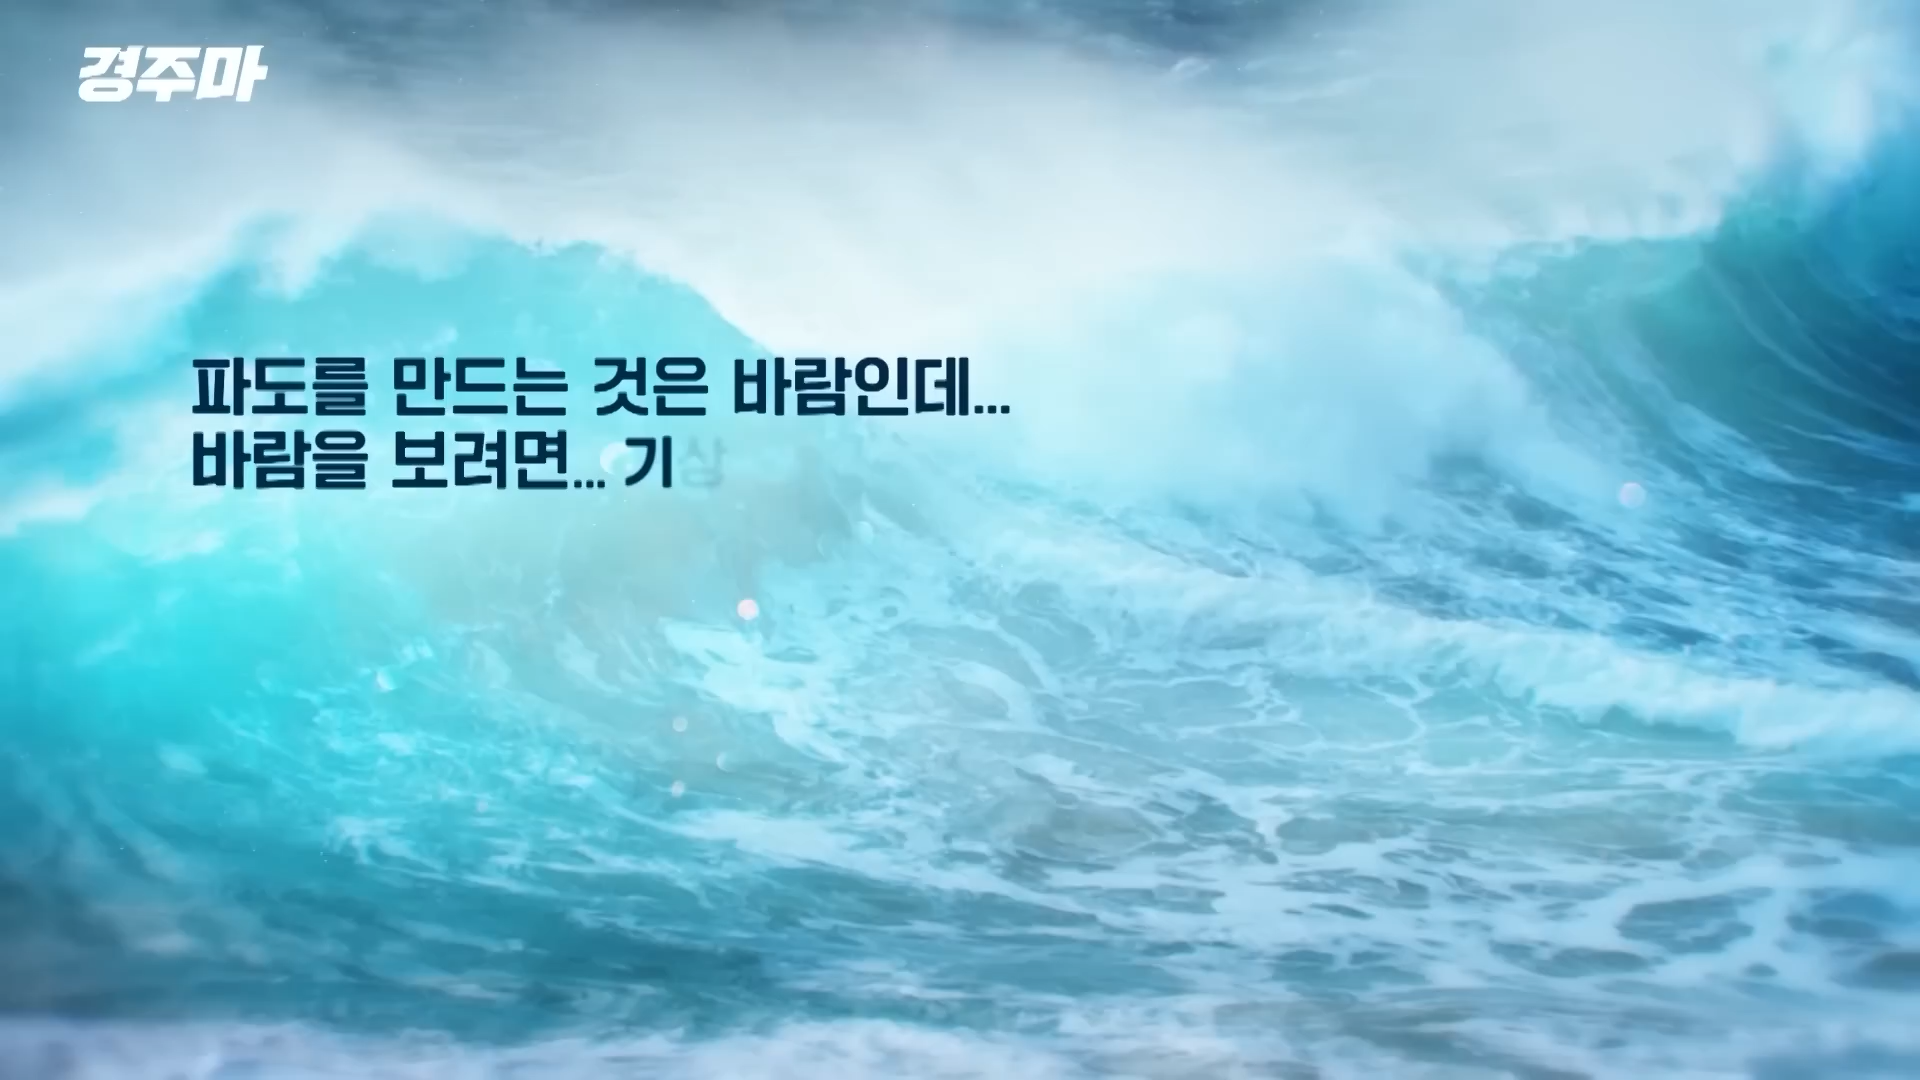 경주마
파도를 만드는 것은 바람인데...
바람을 보려면... 기상